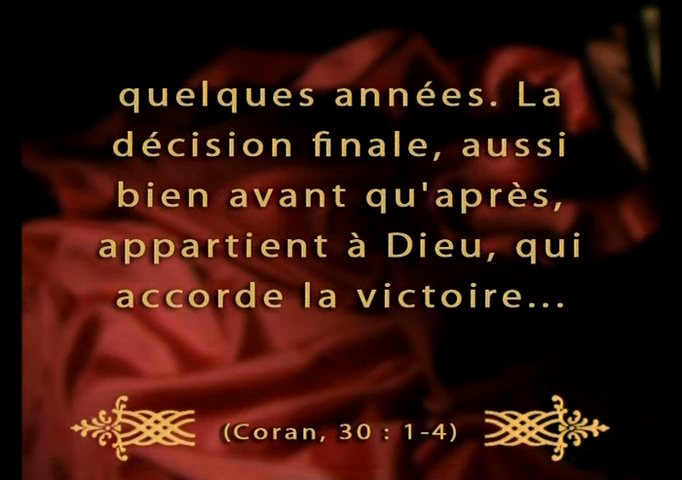 quelques années. La
décision finale, aussi
bien avant qu'après,
appartient à Dieu, qui
accorde la victoire...
(Coran, 30 : 1-4)